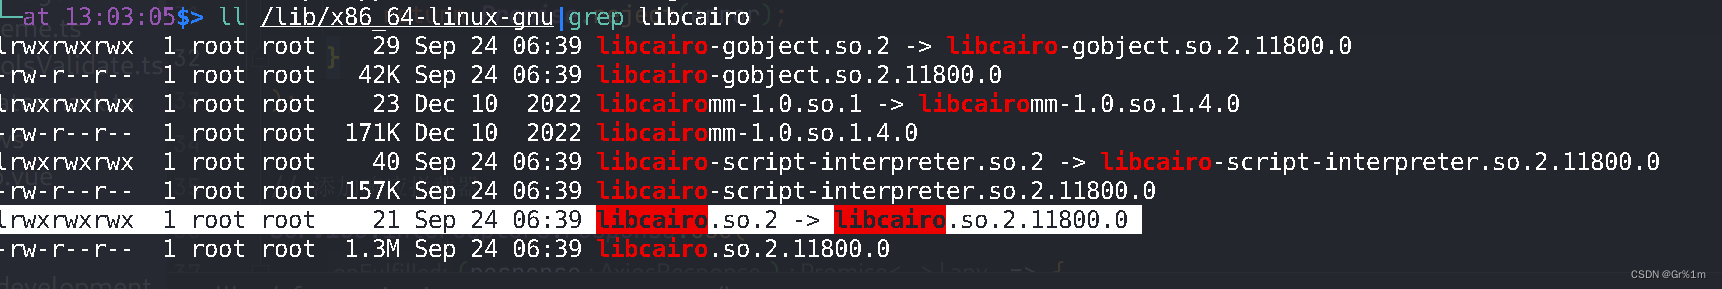 at 13:03:05$> ll /lib/x86_64-linux-gnu|grep libcairo
lrwxrwxrwx 1 root root 29 Sep 24 06:39 libcairo-gobject.so.2 -> libcairo-gobject.so.2.11800.0
-rw-r--r-- 1 root root 42K Sep 24 06:39 libcairo-gobject.so.2.11800.0
lrwxrwxrwx 1 root root 23 Dec 10 2022 libcairomm-1.0.so.1 -> libcairomm-1.0.so.1.4.0
-rw-r--r-- 1 root root 171K Dec 10 2022 libcairomm-1.0.so.1.4.0
lrwxrwxrwx 1 root root 40 Sep 24 06:39 libcairo-script-interpreter.so.2 -> libcairo-script-interpreter.so.2.11800.0
-rw-r--r-- 1 root root 157K Sep 24 06:39 libcairo-script-interpreter.so.2.11800.0
lrwxrwxrwx 1 root root 21 Sep 24 06:39 libcairo.so.2 -> libcairo.so.2.11800.0
-rw-r--r-- 1 root root 1.3M Sep 24 06:39 libcairo.so.2.11800.0
CSDN @Gr%1m